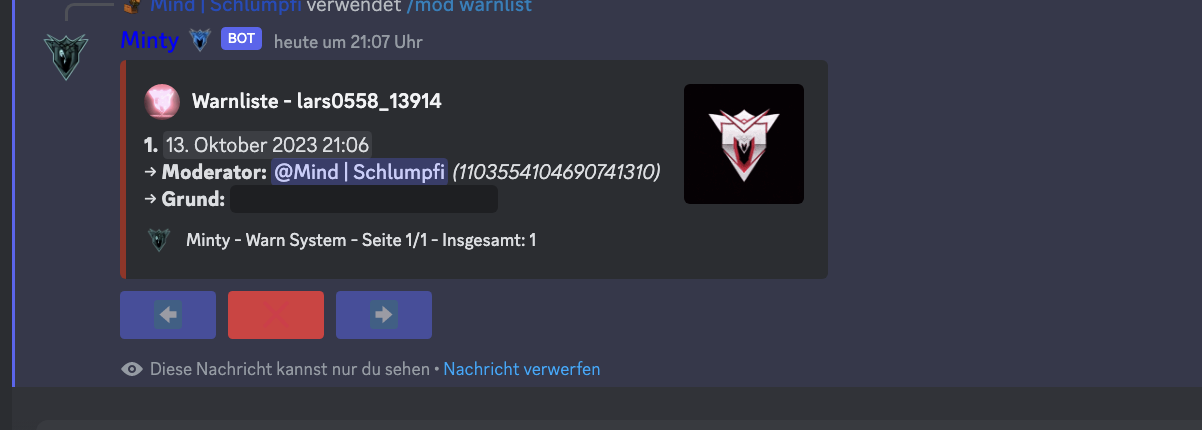 Mind | Schlumpfi verwendet /mod warnlist
Minty BOT heute um 21:07 Uhr
Warnliste - lars0558_13914
1. 13. Oktober 2023 21:06
→ Moderator: @Mind | Schlumpfi (1103554104690741310)
→ Grund:
Minty - Warn System - Seite 1/1 - Insgesamt: 1
Diese Nachricht kannst nur du sehen • Nachricht verwerfen